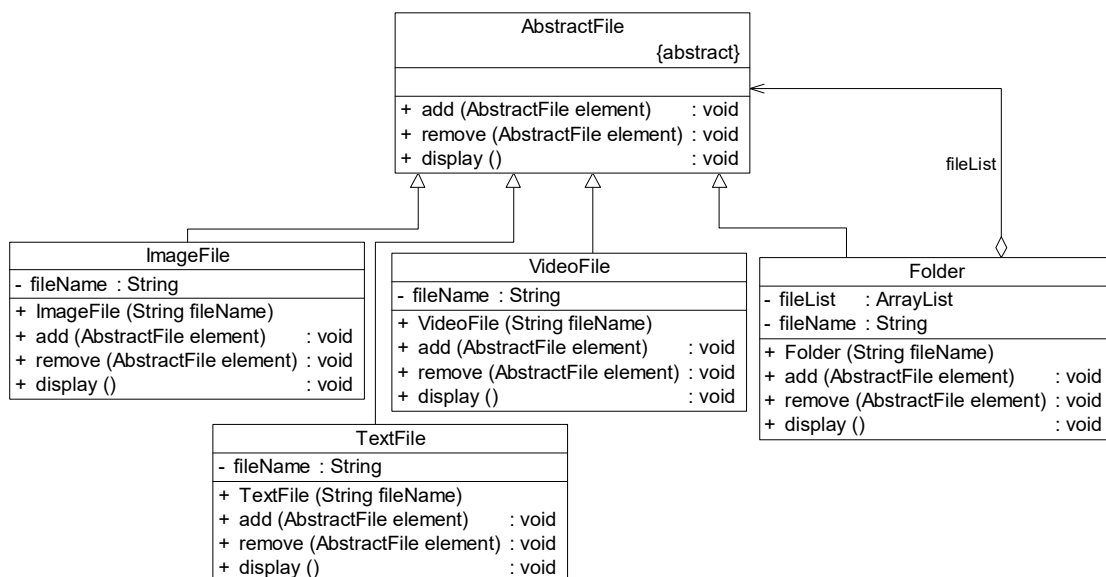 AbstractFile
{abstract}
+ add (AbstractFile element) : void
+ remove (AbstractFile element) : void
+ display () : void
fileList
ImageFile
- fileName : String
+ ImageFile (String fileName)
+ add (AbstractFile element) : void
+ remove (AbstractFile element) : void
+ display () : void
VideoFile
- fileName : String
+ VideoFile (String fileName)
+ add (AbstractFile element) : void
+ remove (AbstractFile element) : void
+ display () : void
Folder
- fileList : ArrayList
- fileName : String
+ Folder (String fileName)
+ add (AbstractFile element) : void
+ remove (AbstractFile element) : void
+ display () : void
TextFile
- fileName : String
+ TextFile (String fileName)
+ add (AbstractFile element) : void
+ remove (AbstractFile element) : void
+ display () : void